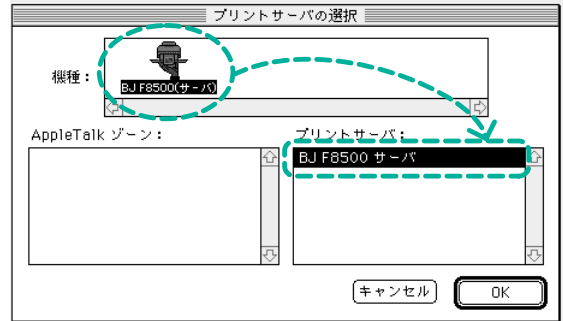 プリントサーバの選択
機種:
BJ F8500(サーバ)
AppleTalk ゾーン:
プリントサーバ:
BJ F8500 サーバ
キャンセル
OK